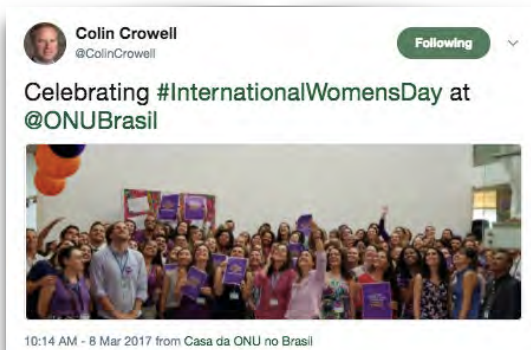 Colin Crowell
@ColinCrowell
Following
Celebrating #InternationalWomensDay at
@ONUBrasil
10:14 AM - 8 Mar 2017 from Casa da ONU no Brasil